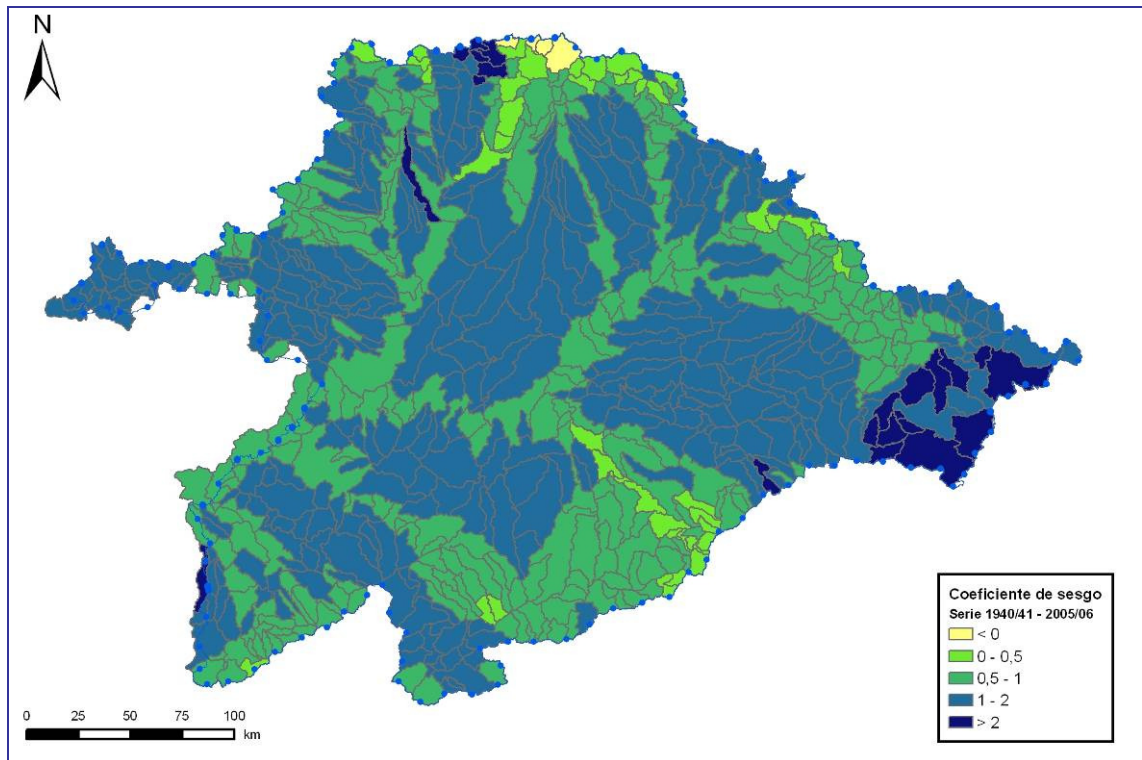 N
Coeficiente de sesgo
Serie 1940/41 - 2005/06
< 0
0 - 0,5
0,5 - 1
1 - 2
> 2
0 25 50 75 100
km